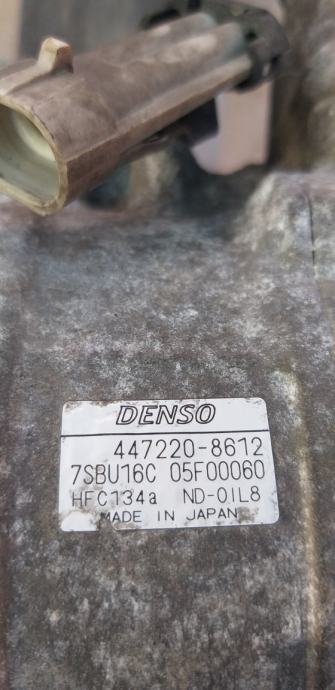 DENSO
447220-8612
7SBU16C 05F00060
HFC134a ND-OIL8
MADE IN JAPAN